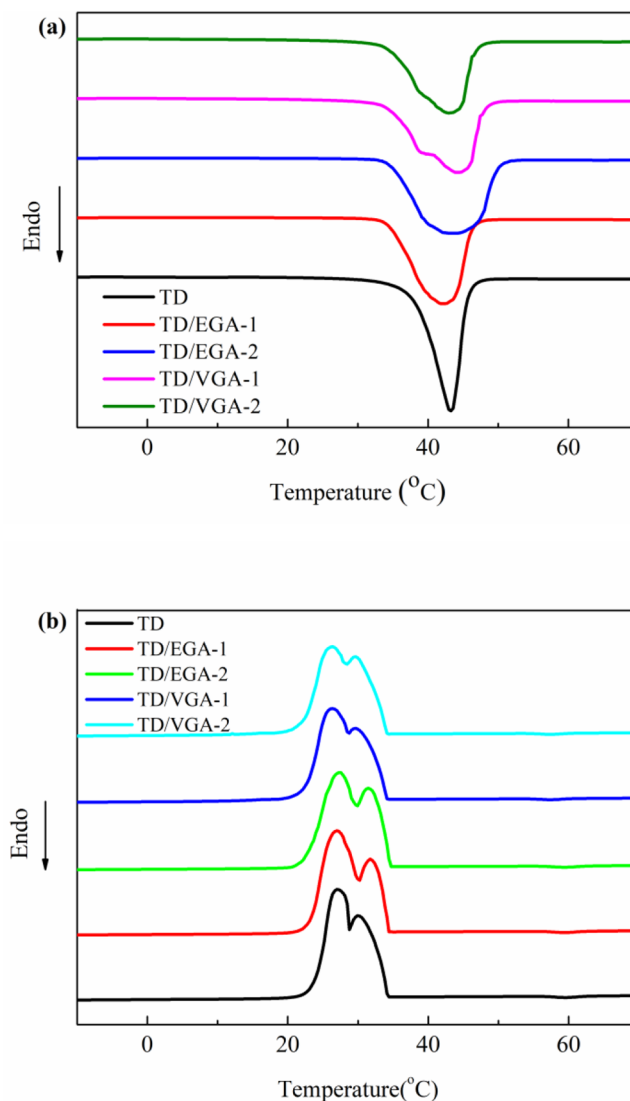 (a)
Endo
TD
TD/EGA-1
TD/EGA-2
TD/VGA-1
TD/VGA-2
0 20 40 60
Temperature (°C)
(b)
TD
TD/EGA-1
TD/EGA-2
TD/VGA-1
TD/VGA-2
Endo
0 20 40 60
Temperature(°C)